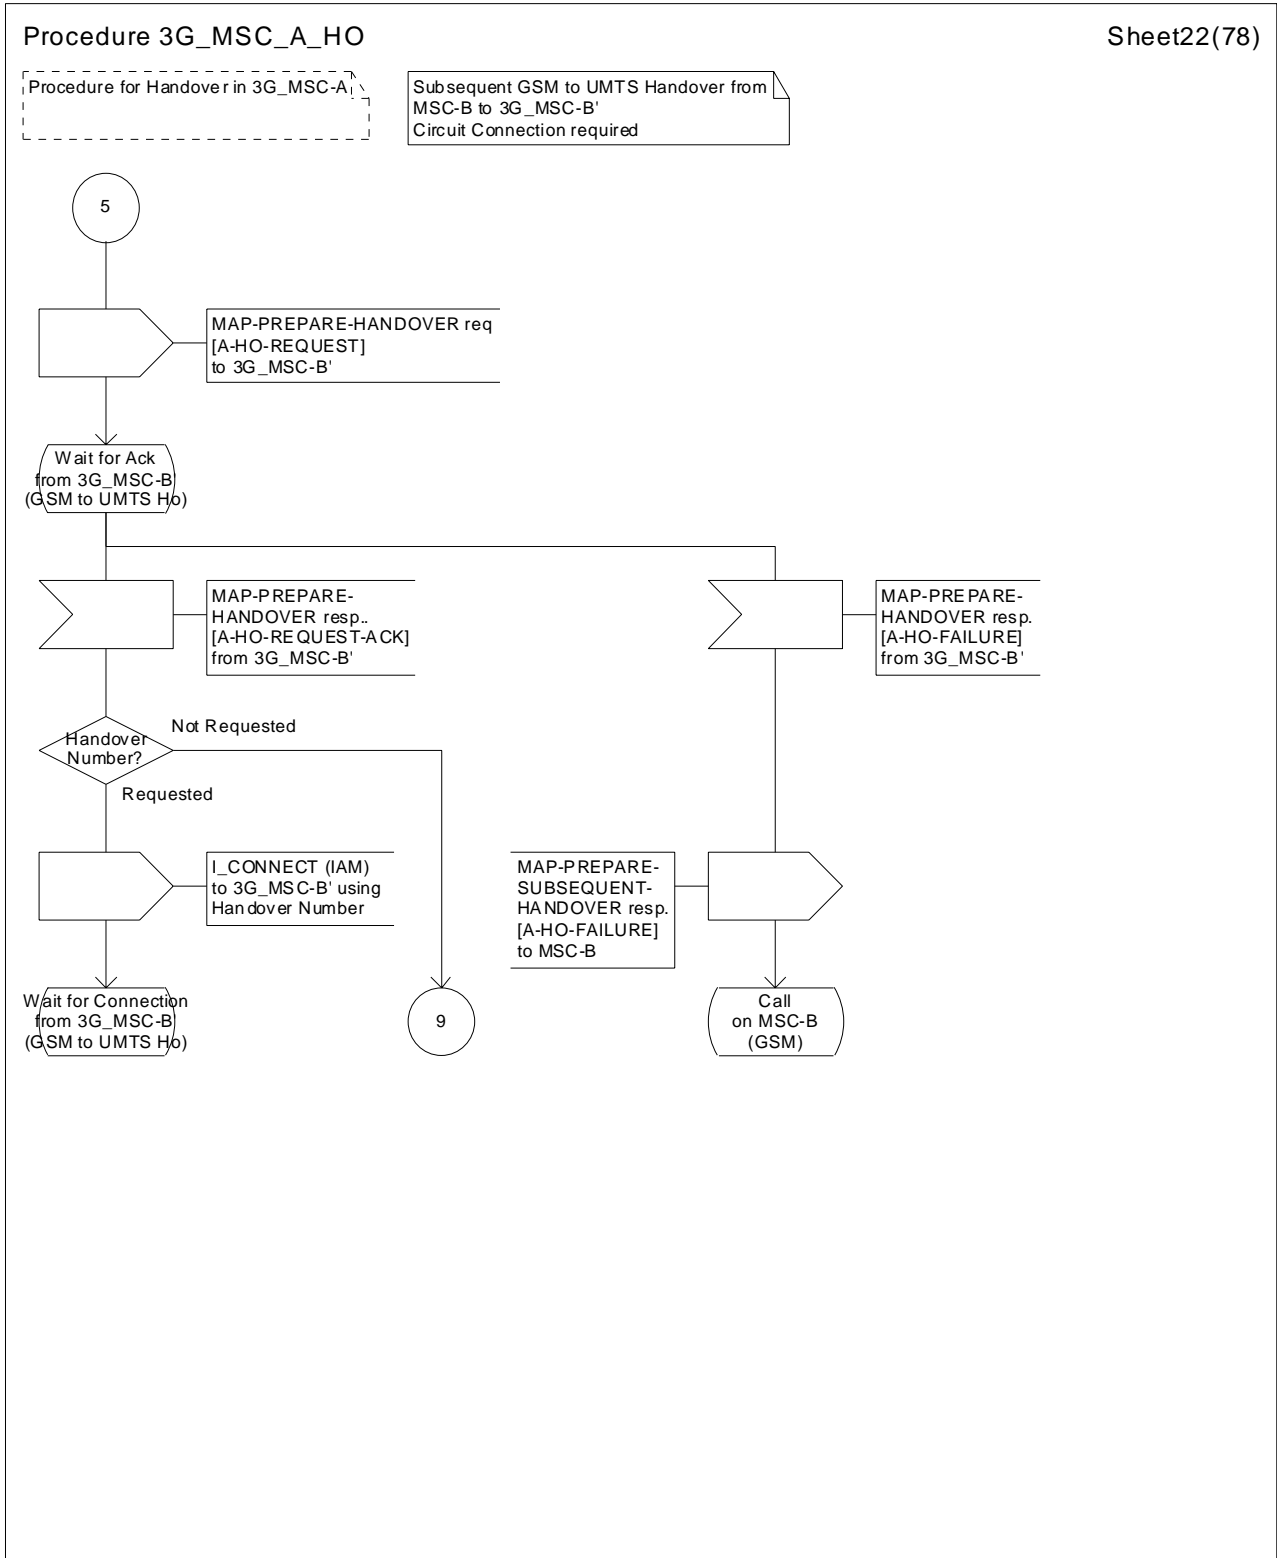 Procedure 3G_MSC_A_HO
Sheet22(78)
Procedure for Handover in 3G_MSC-A
Subsequent GSM to UMTS Handover from
MSC-B to 3G_MSC-B'
Circuit Connection required
5
MAP-PREPARE-HANDOVER req
[A-HO-REQUEST]
to 3G_MSC-B'
Wait for Ack
from 3G_MSC-B'
(GSM to UMTS Ho)
MAP-PREPARE-
HANDOVER resp..
[A-HO-REQUEST-ACK]
from 3G_MSC-B'
MAP-PREPARE-
HANDOVER resp.
[A-HO-FAILURE]
from 3G_MSC-B'
Handover
Number?
Not Requested
Requested
I_CONNECT (IAM)
to 3G_MSC-B' using
Handover Number
MAP-PREPARE-
SUBSEQUENT-
HANDOVER resp.
[A-HO-FAILURE]
to MSC-B
Wait for Connection
from 3G_MSC-B'
(GSM to UMTS Ho)
9
Call
on MSC-B
(GSM)